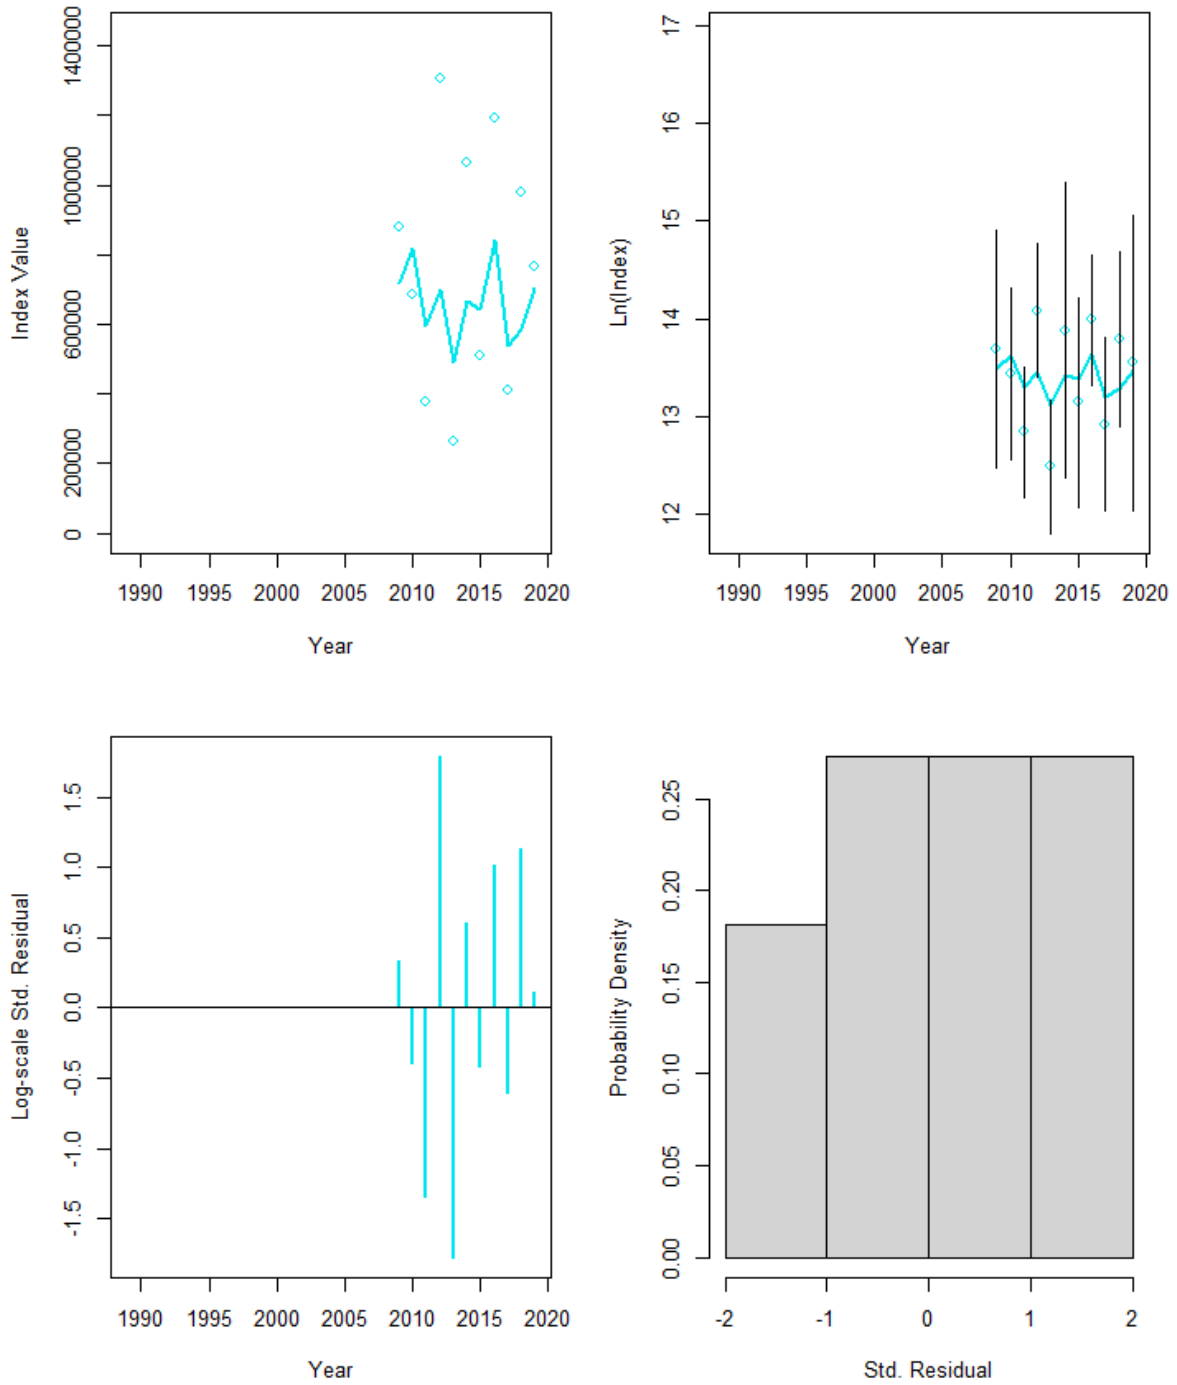 Index Value
1400000
1000000
600000
200000
0
1990 1995 2000 2005 2010 2015 2020
Year
Ln(Index)
17
16
15
14
13
12
1990 1995 2000 2005 2010 2015 2020
Year
Log-scale Std. Residual
1.5
1.0
0.5
0.0
-0.5
-1.0
-1.5
1990 1995 2000 2005 2010 2015 2020
Year
Probability Density
0.25
0.20
0.15
0.10
0.05
0.00
-2 -1 0 1 2
Std. Residual